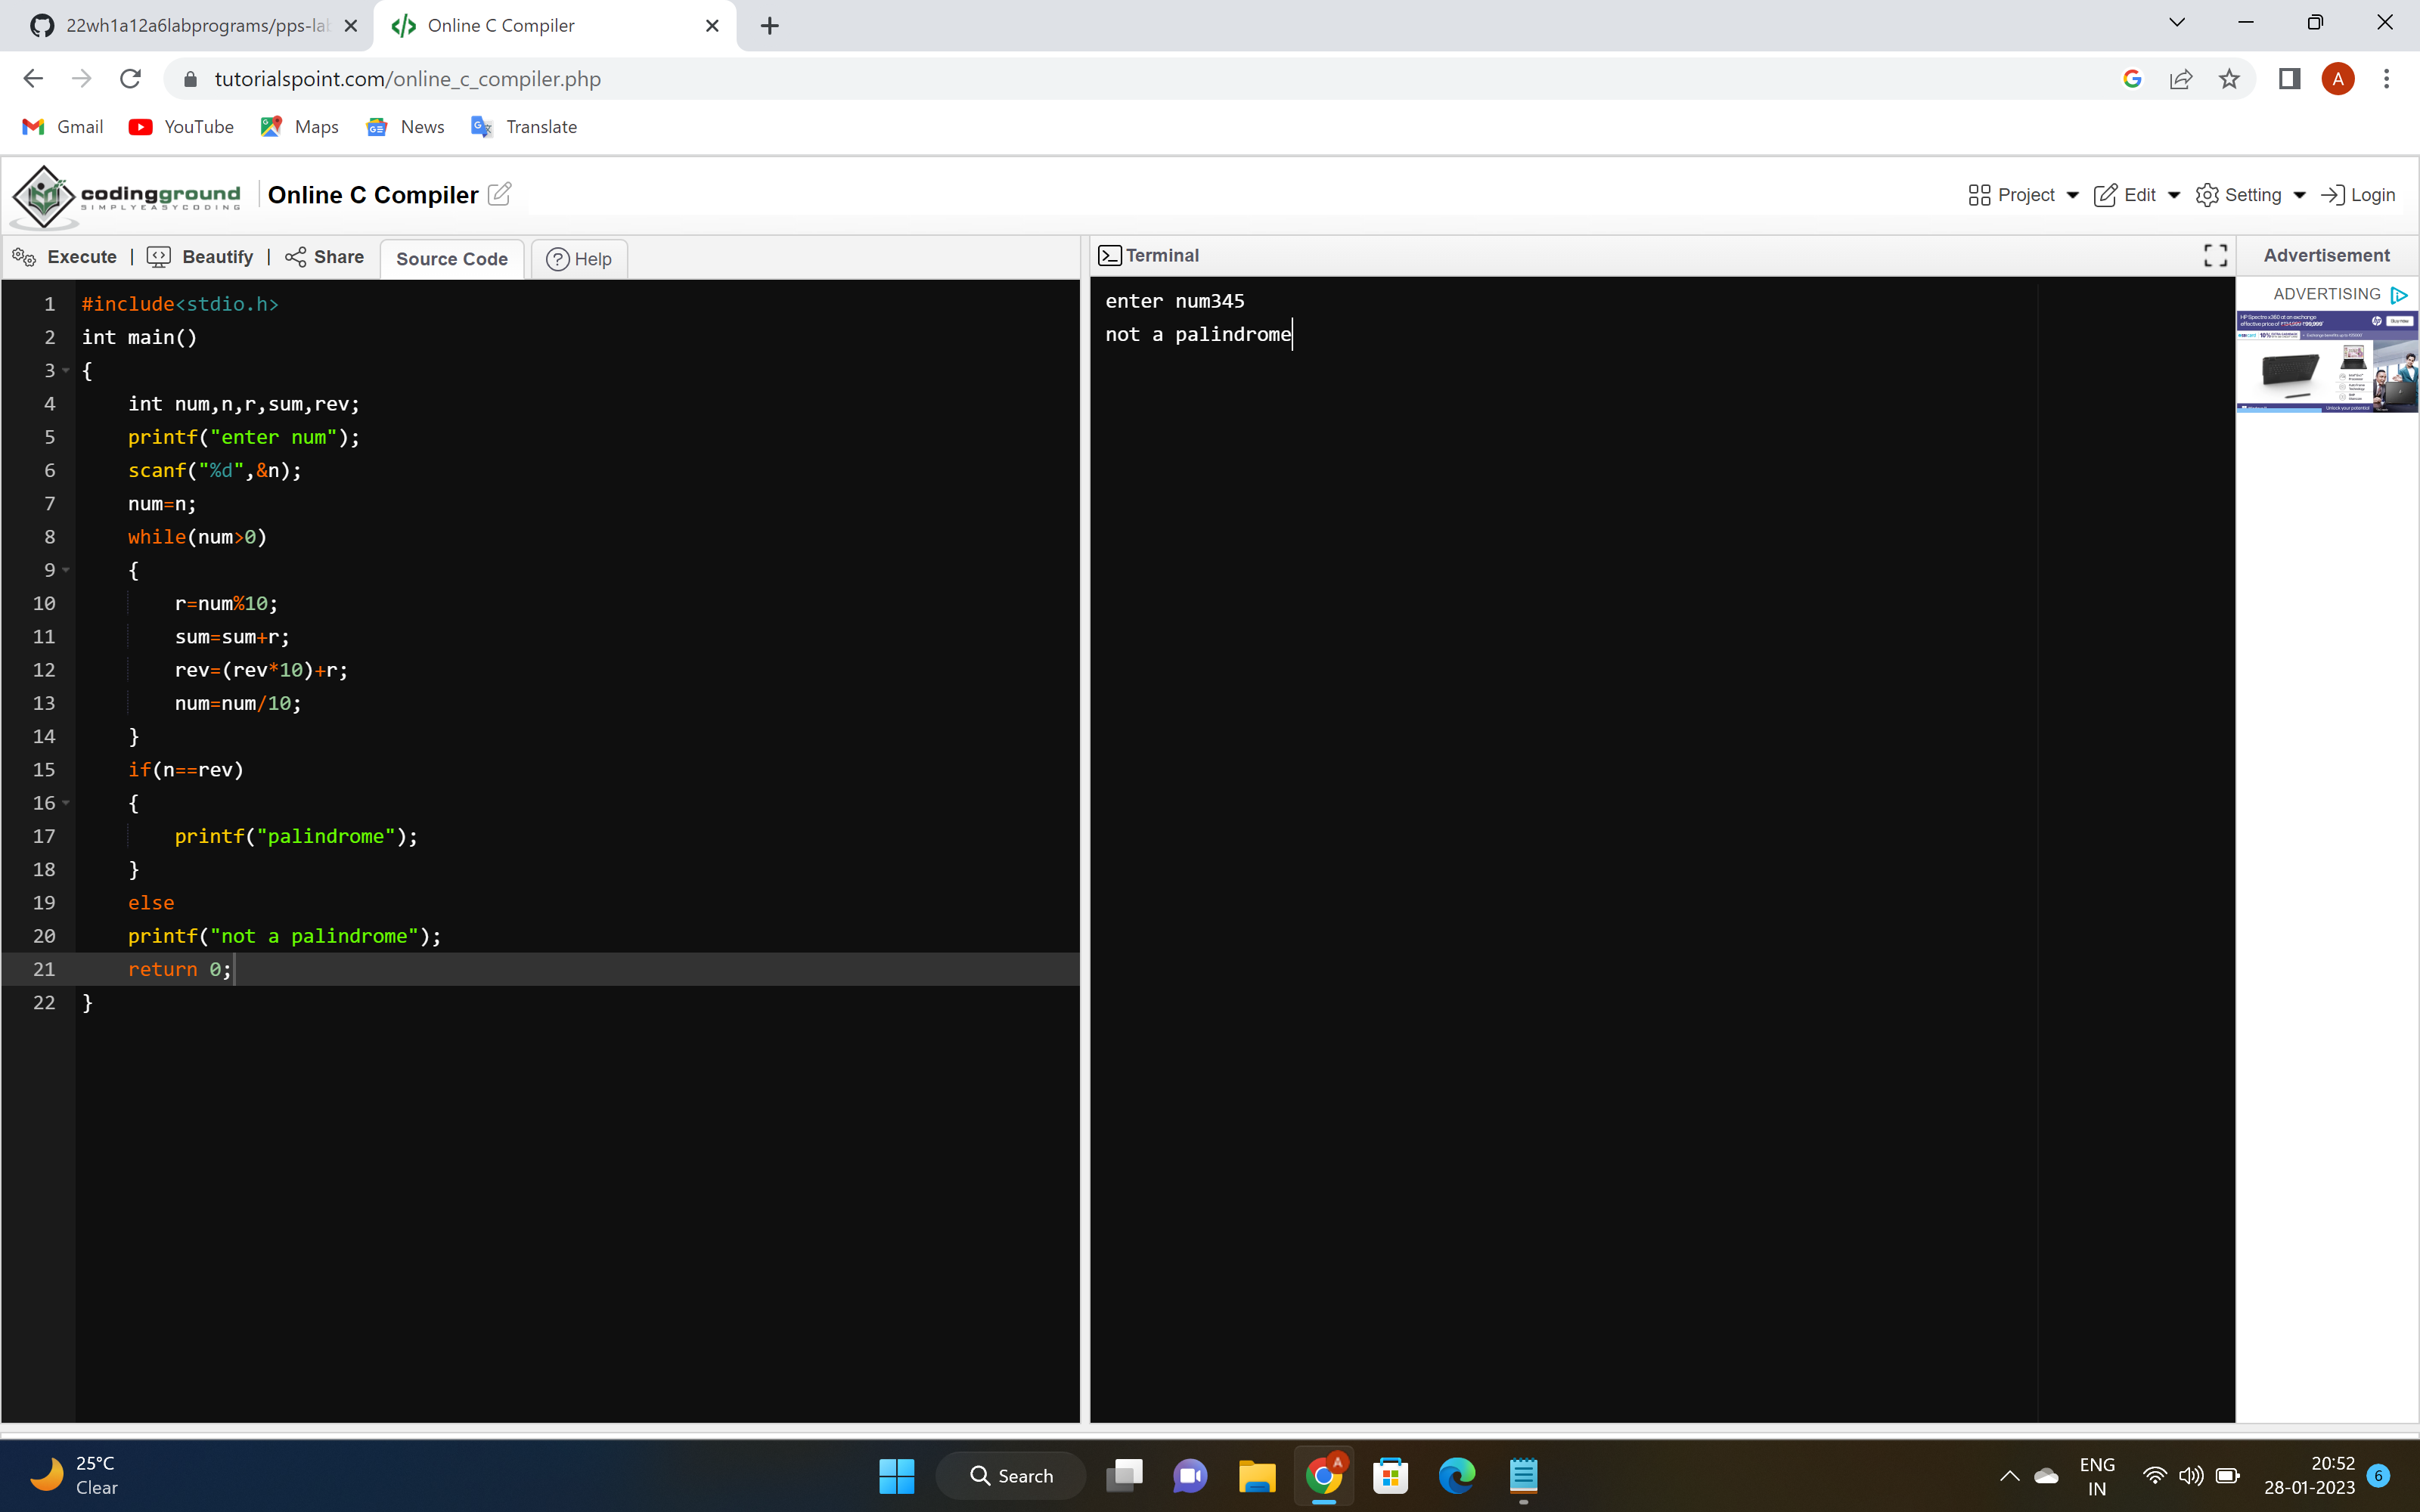 22wh1a12a6labprograms/pps-lab
Online C Compiler
tutorialspoint.com/online_c_compiler.php
A
Gmail
YouTube
Maps
News
Translate
codingground
SIMPLYEASYCODING
Online C Compiler
Project
Edit
Setting
Login
Execute | Beautify | Share
Source Code
Help
1 #include<stdio.h>
2 int main()
3 {
4 int num,n,r,sum,rev;
5 printf("enter num");
6 scanf("%d",&n);
7 num=n;
8 while(num>0)
9 {
10 r=num%10;
11 sum=sum+r;
12 rev=(rev*10)+r;
13 num=num/10;
14 }
15 if(n==rev)
16 {
17 printf("palindrome");
18 }
19 else
20 printf("not a palindrome");
21 return 0;
22 }
Terminal
enter num345
not a palindrome
Advertisement
ADVERTISING
25°C
Clear
Search
A
ENG
IN
20:52
28-01-2023
6